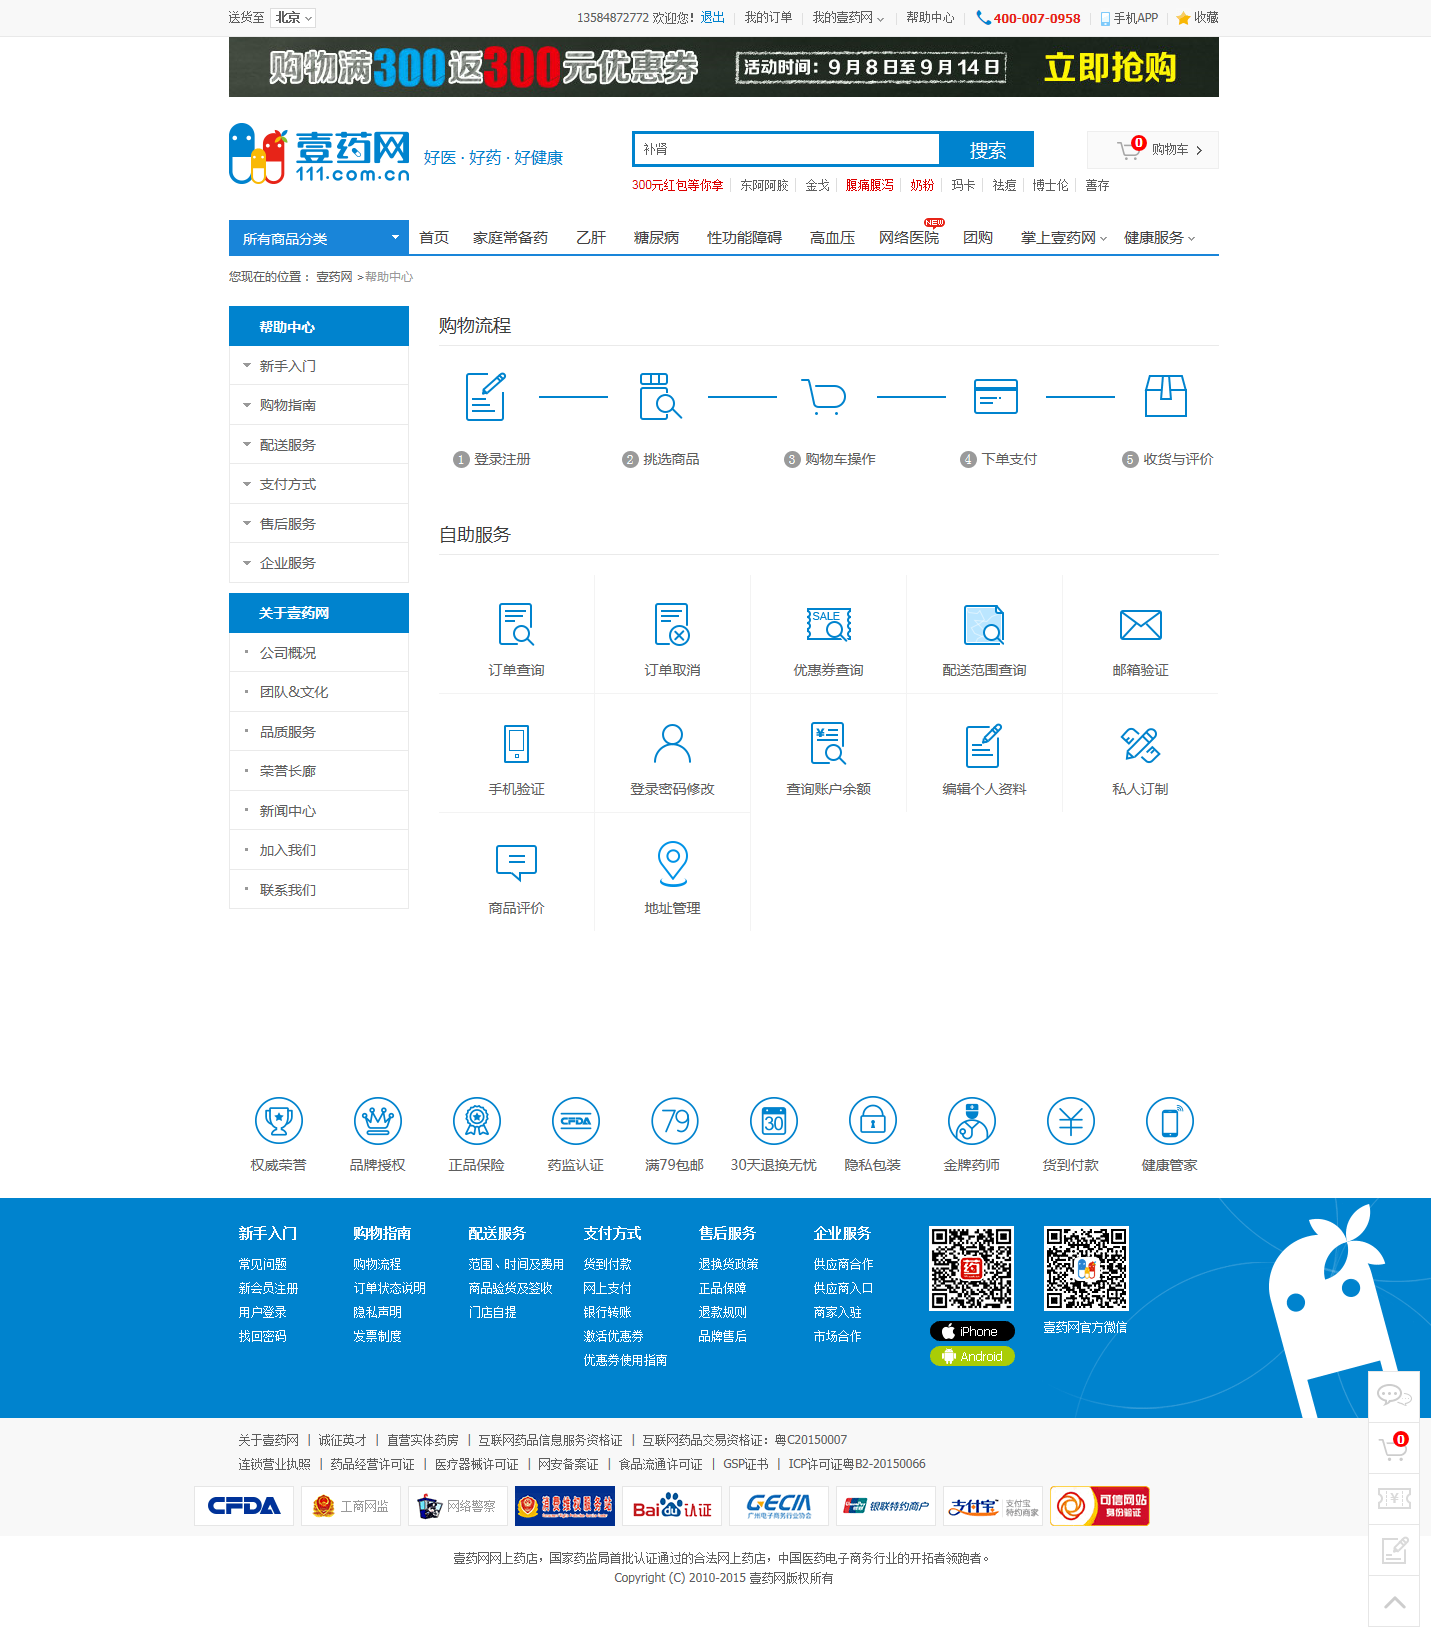 送货至 北京 13584872772 欢迎您！退出 我的订单 我的壹药网 帮助中心 400-007-0958 手机APP 收藏
购物满300返300元优惠券 活动时间：9月8日至9月14日 立即抢购
壹药网
111.com.cn
好医·好药·好健康
补肾 搜索
0 购物车
300元红包等你拿 东阿阿胶 金戈 腹痛腹泻 奶粉 玛卡 祛痘 博士伦 善存
所有商品分类 首页 家庭常备药 乙肝 糖尿病 性功能障碍 高血压 网络医院 NEW 团购 掌上壹药网 健康服务
您现在的位置： 壹药网 >帮助中心
帮助中心
新手入门
购物指南
配送服务
支付方式
售后服务
企业服务
关于壹药网
公司概况
团队&文化
品质服务
荣誉长廊
新闻中心
加入我们
联系我们
购物流程
1 登录注册 2 挑选商品 3 购物车操作 4 下单支付 5 收货与评价
自助服务
SALE
订单查询 订单取消 优惠券查询 配送范围查询 邮箱验证
手机验证 登录密码修改 查询账户余额 编辑个人资料 私人订制
商品评价 地址管理
CFDA 79 30
权威荣誉 品牌授权 正品保险 药监认证 满79包邮 30天退换无忧 隐私包装 金牌药师 货到付款 健康管家
新手入门 购物指南 配送服务 支付方式 售后服务 企业服务
常见问题 购物流程 范围、时间及费用 货到付款 退换货政策 供应商合作
新会员注册 订单状态说明 商品验货及签收 网上支付 正品保障 供应商入口
用户登录 隐私声明 门店自提 银行转账 退款规则 商家入驻
找回密码 发票制度 激活优惠券 品牌售后 市场合作
优惠券使用指南
药
iPhone
Android
壹药网官方微信
关于壹药网 | 诚征英才 | 直营实体药房 | 互联网药品信息服务资格证 | 互联网药品交易资格证：粤C20150007
连锁营业执照 | 药品经营许可证 | 医疗器械许可证 | 网安备案证 | 食品流通许可证 | GSP证书 | ICP许可证粤B2-20150066
CFDA 工商网监 网络警察 消费维权服务站 Bai du 认证 GECIA 广州电子商务行业协会 银联特约商户 支付宝 支付宝特约商家 可信网站 身份验证
0
壹药网网上药店，国家药监局首批认证通过的合法网上药店，中国医药电子商务行业的开拓者领跑者。
Copyright (C) 2010-2015 壹药网版权所有